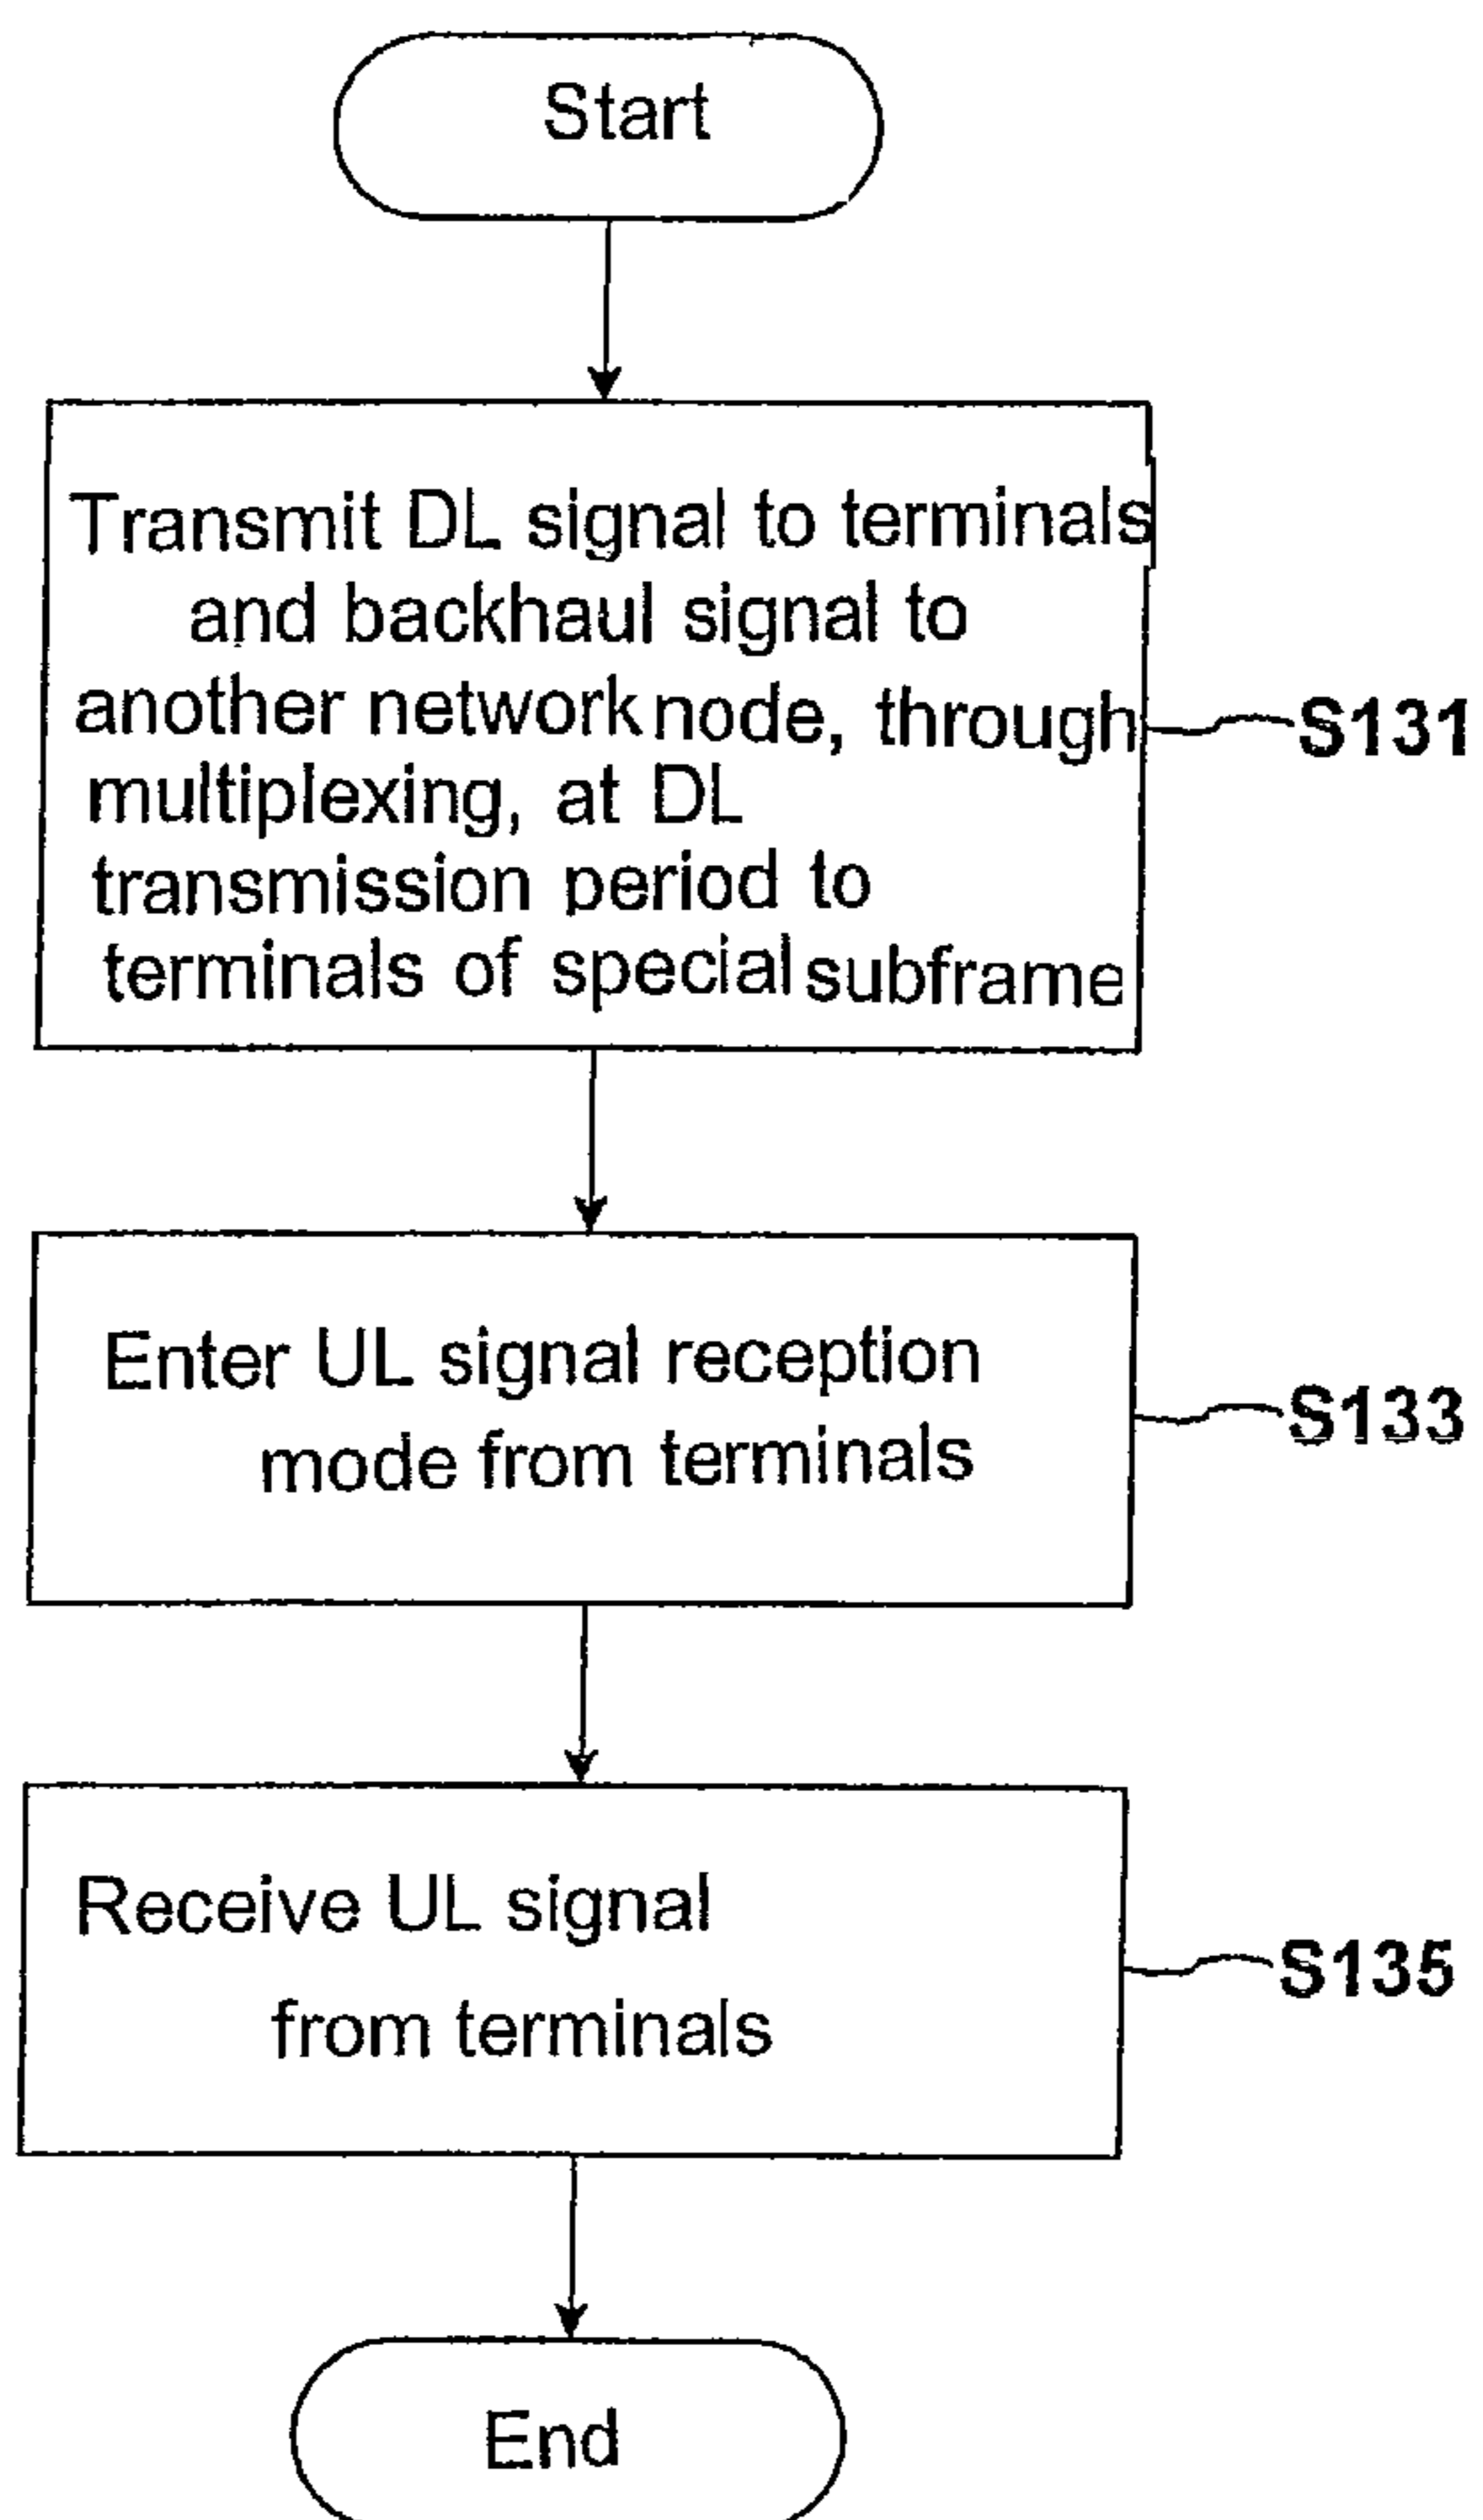 Start
Transmit DL signal to terminals
and backhaul signal to
another network node, through
multiplexing, at DL
transmission period to
terminals of special subframe
S131
Enter UL signal reception
mode from terminals
S133
Receive UL signal
from terminals
S135
End